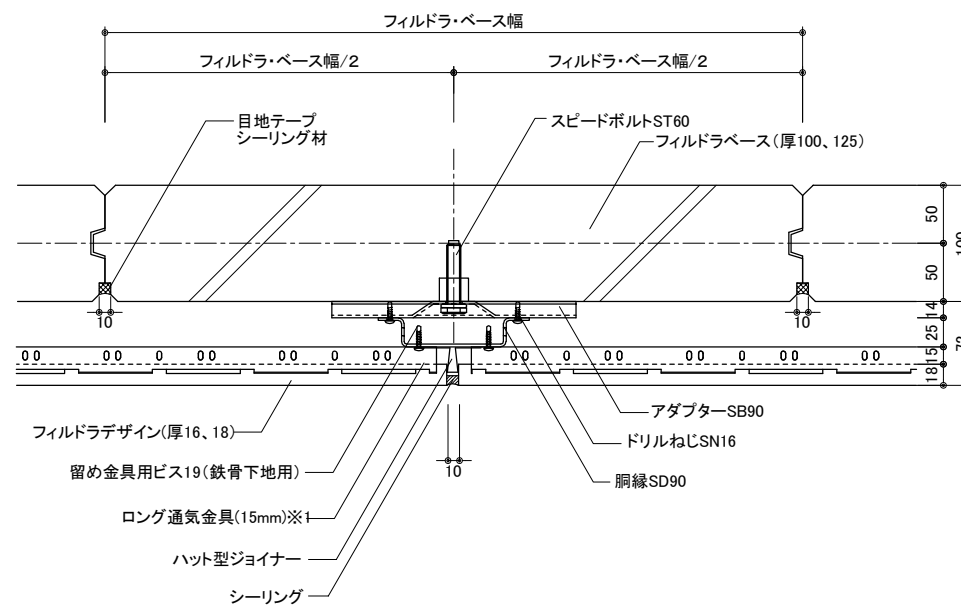 フィルドラ・ベース幅
フィルドラ・ベース幅/2
フィルドラ・ベース幅/2
目地テープ
シーリング材
スピードボルトST60
フィルドラベース(厚100、125)
50
50
100
14
25
15
18
10
10
10
フィルドラデザイン(厚16、18)
留め金具用ビス19(鉄骨下地用)
ロング通気金具(15mm)※1
ハット型ジョイナー
シーリング
アダプターSB90
ドリルねじSN16
胴縁SD90